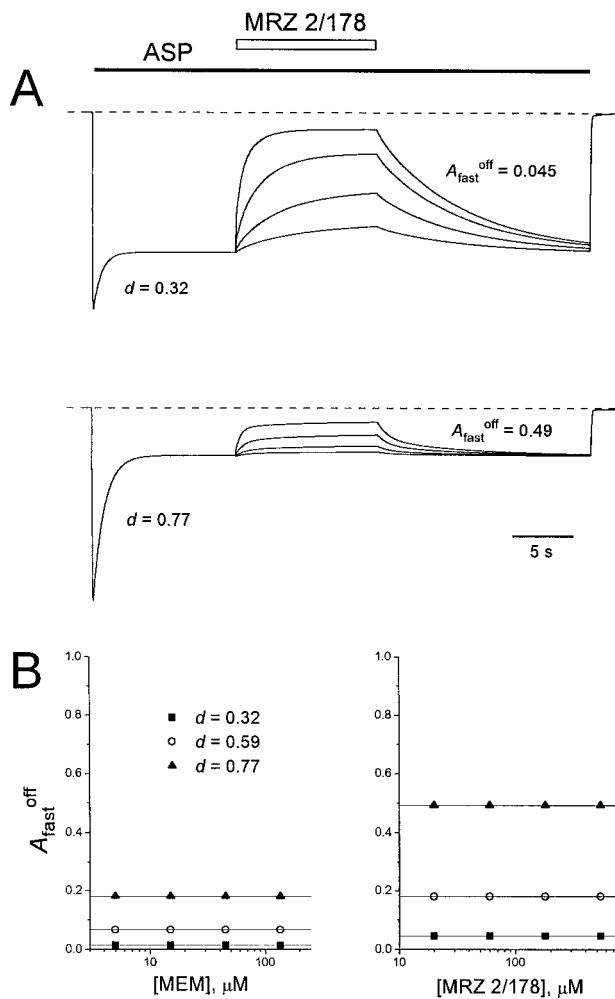 MRZ 2/178
ASP
A
A_fast^off = 0.045
d = 0.32
A_fast^off = 0.49
d = 0.77
5 s
B
1.0
0.8
0.6
0.4
0.2
0.0
A_fast^off
d = 0.32
d = 0.59
d = 0.77
10
100
[MEM], μM
1.0
0.8
0.6
0.4
0.2
0.0
10
100
[MRZ 2/178], μM